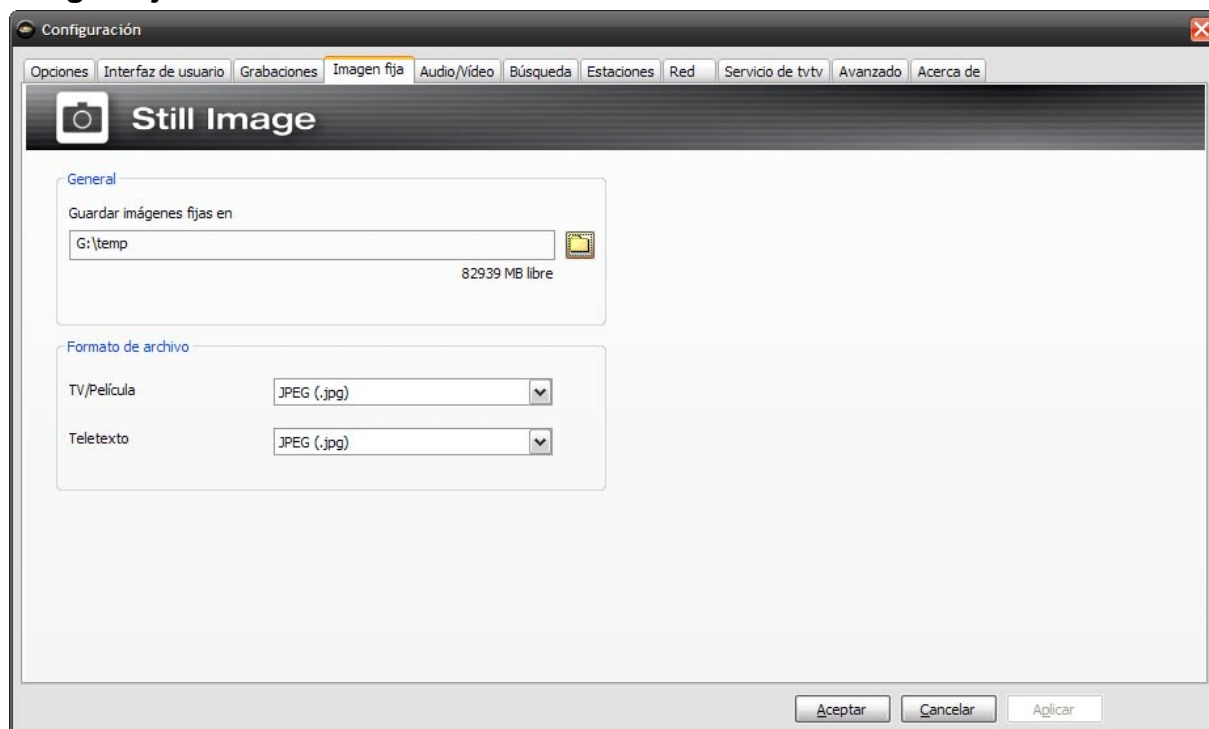 Configuración
Opciones Interfaz de usuario Grabaciones Imagen fija Audio/Vídeo Búsqueda Estaciones Red Servicio de tvtv Avanzado Acerca de
Still Image
General
Guardar imágenes fijas en
G:\temp
82939 MB libre
Formato de archivo
TV/Película JPEG (.jpg)
Teletexto JPEG (.jpg)
Aceptar Cancelar Aplicar